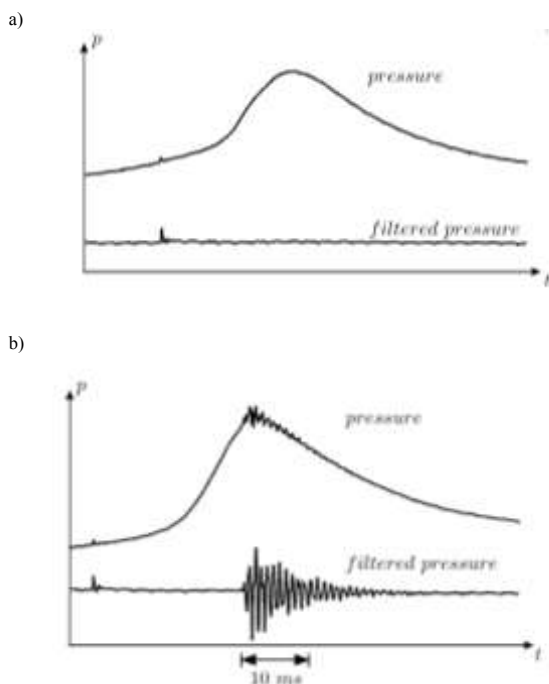 a)
p
pressure
filtered pressure
t
b)
p
pressure
filtered pressure
t
10 ms